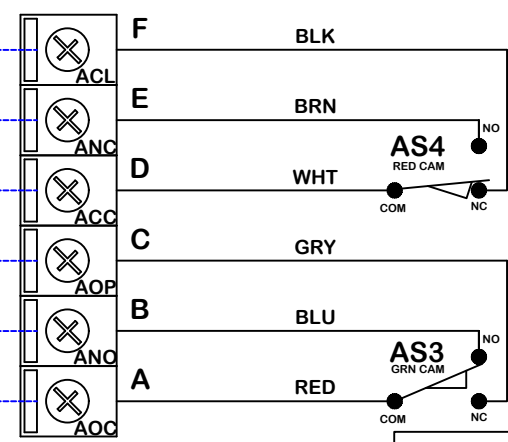 F BLK
ACL
E BRN
NO
ANC
AS4
RED CAM
D WHT
COM NC
ACC
C GRY
AOP
B BLU
NO
ANO
AS3
GRN CAM
A RED
COM NC
AOC